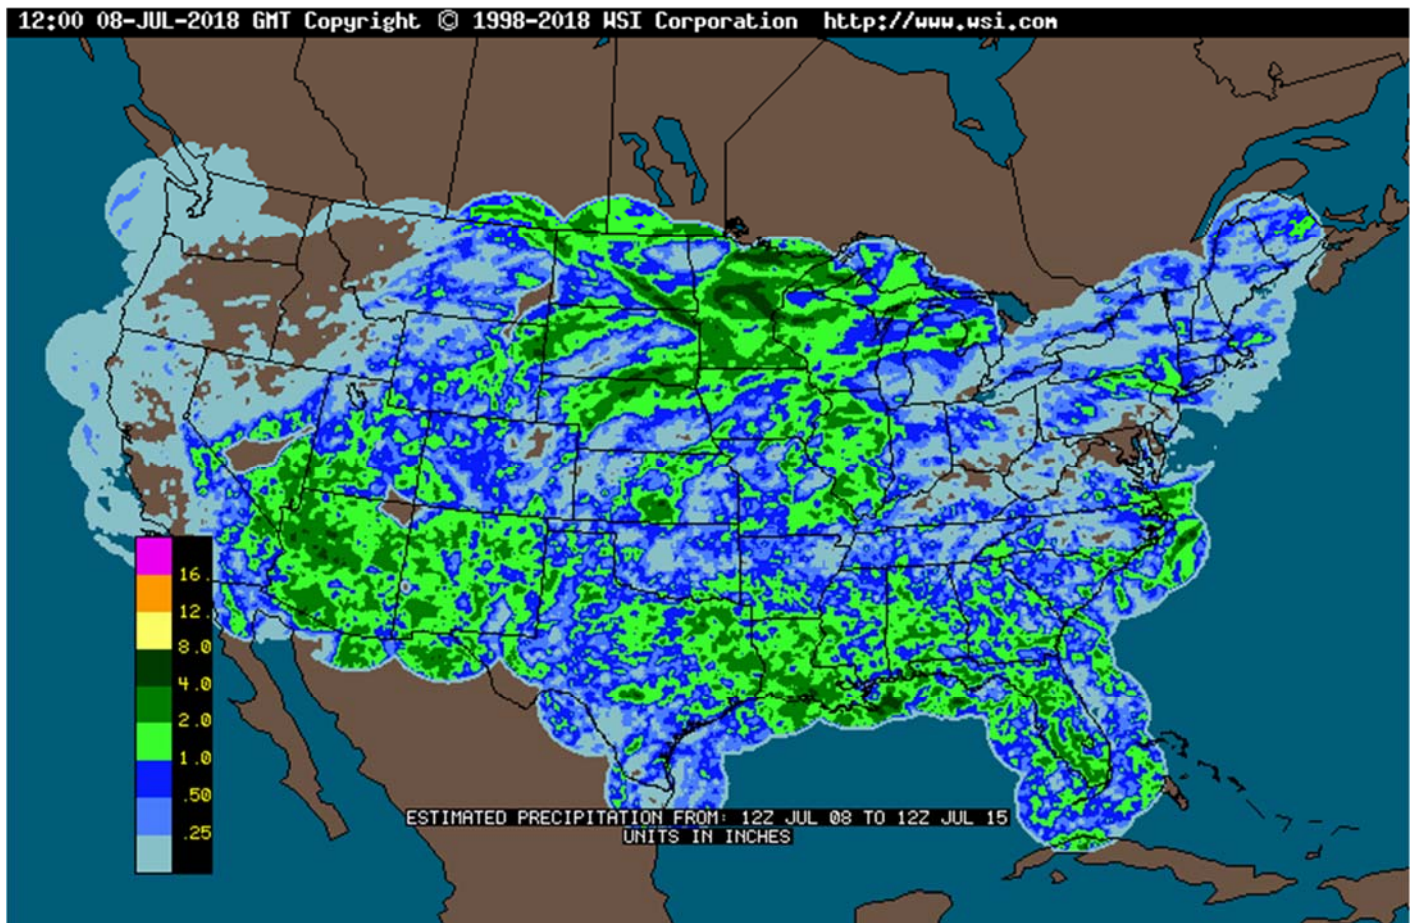 12:00 08-JUL-2018 GMT Copyright © 1998-2018 WSI Corporation http://www.wsi.com
16.
12.
8.0
4.0
2.0
1.0
.50
.25
ESTIMATED PRECIPITATION FROM: 12Z JUL 08 TO 12Z JUL 15
UNITS IN INCHES